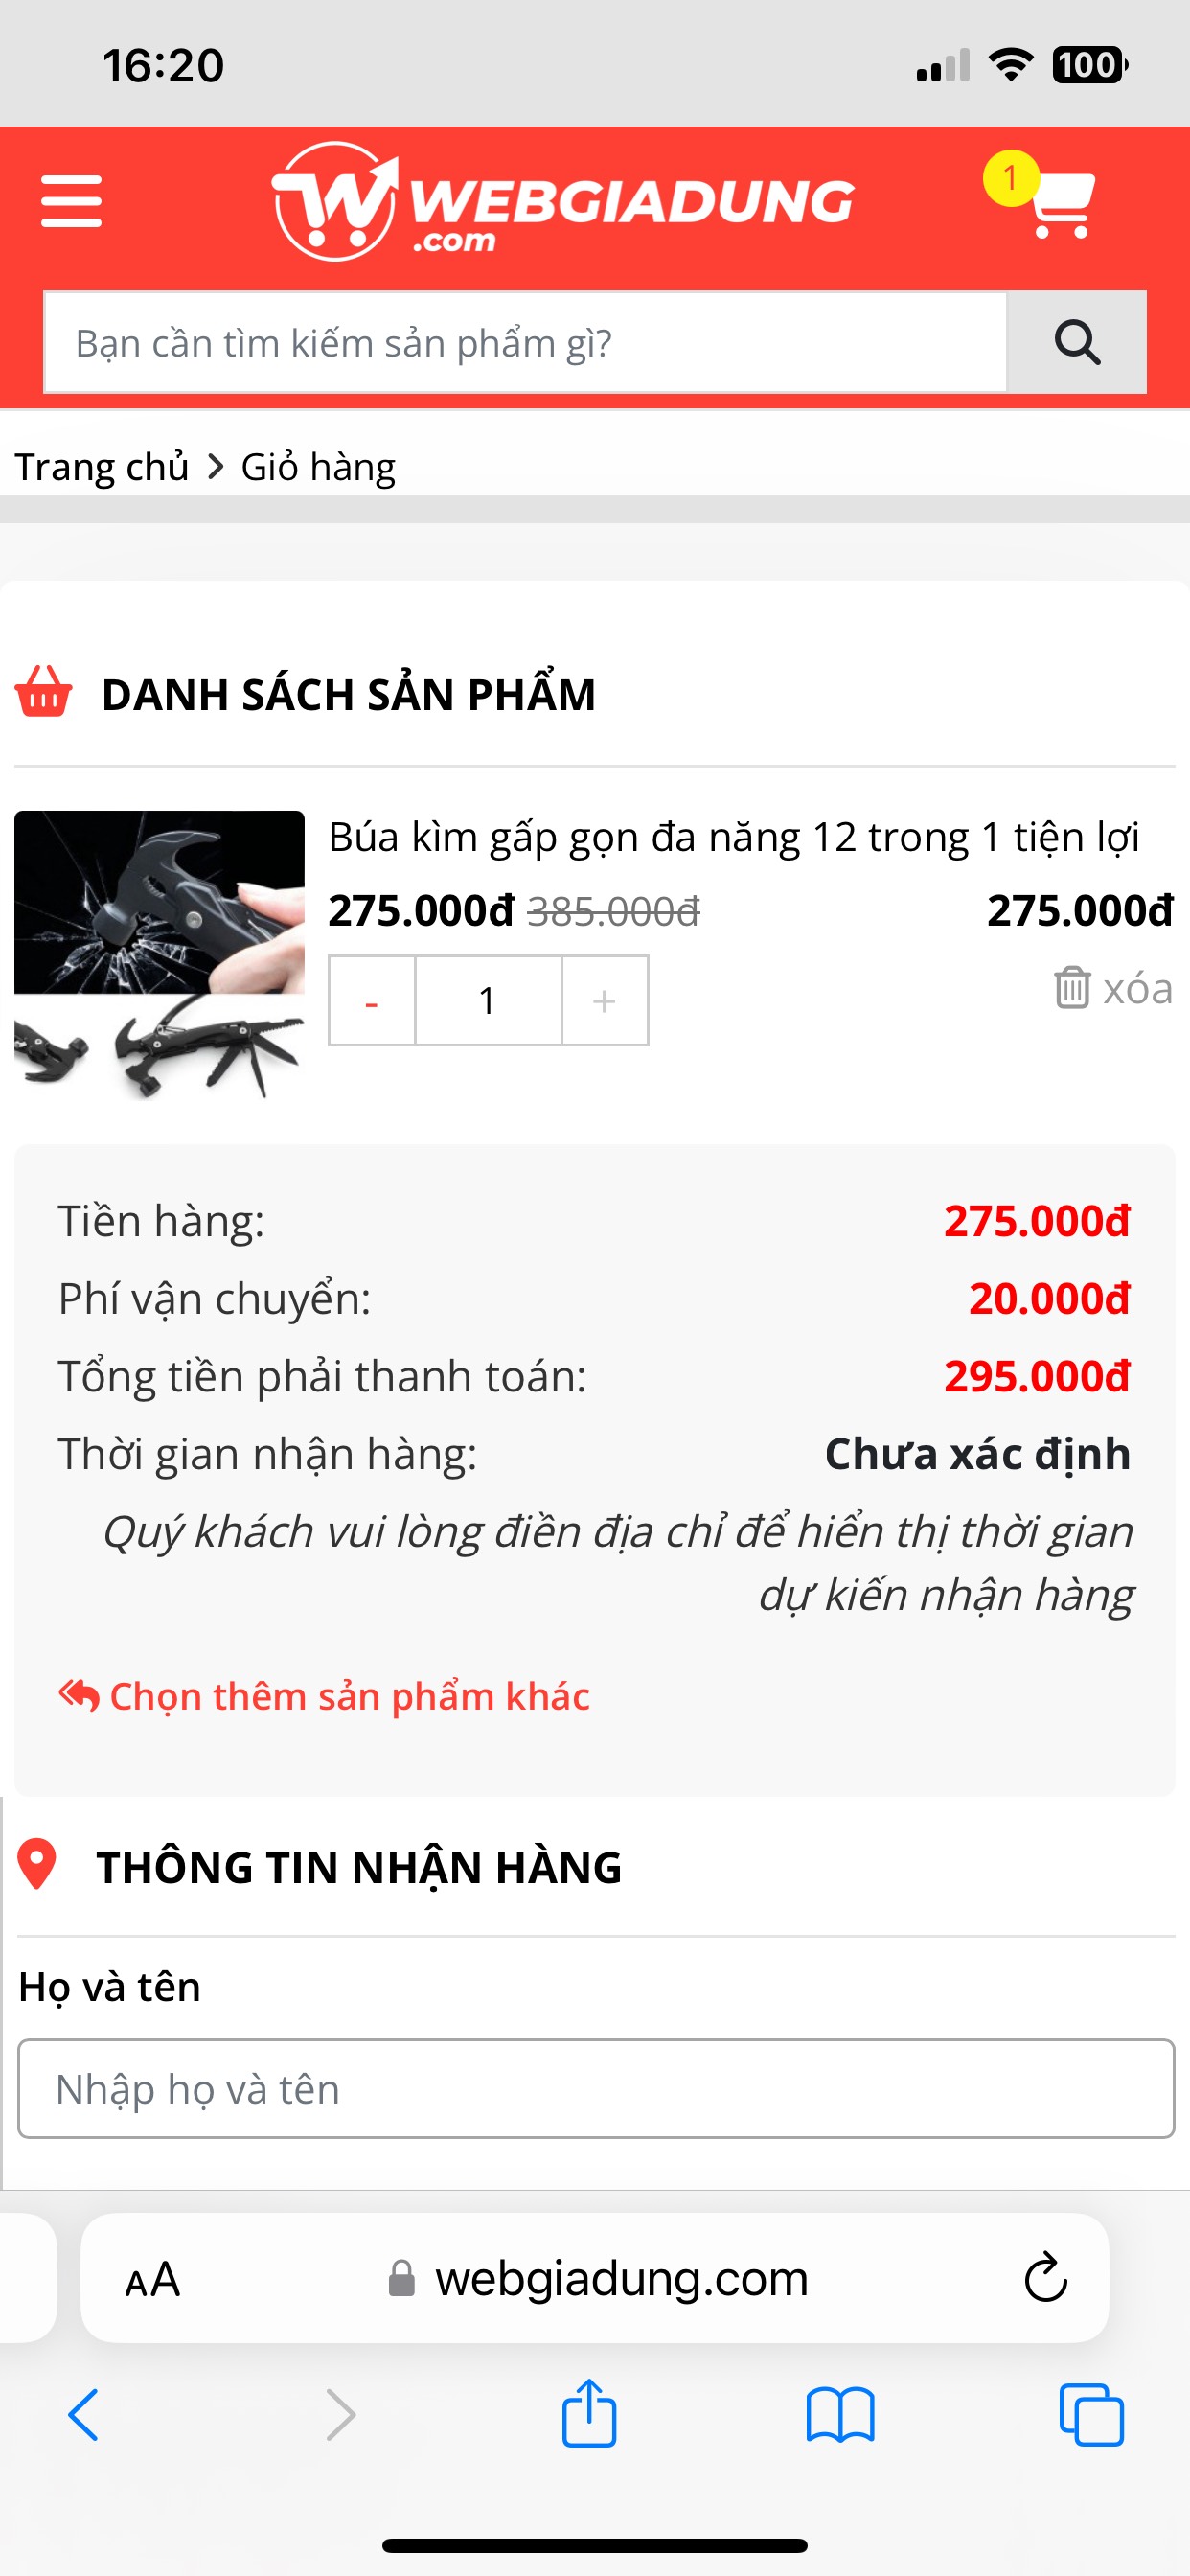 16:20
100
WEBGIADUNG
.com
1
Bạn cần tìm kiếm sản phẩm gì?
Trang chủ > Giỏ hàng
DANH SÁCH SẢN PHẨM
Búa kìm gấp gọn đa năng 12 trong 1 tiện lợi
275.000đ 385.000đ 275.000đ
- 1 + xóa
Tiền hàng: 275.000đ
Phí vận chuyển: 20.000đ
Tổng tiền phải thanh toán: 295.000đ
Thời gian nhận hàng: Chưa xác định
Quý khách vui lòng điền địa chỉ để hiển thị thời gian
dự kiến nhận hàng
Chọn thêm sản phẩm khác
THÔNG TIN NHẬN HÀNG
Họ và tên
Nhập họ và tên
AA webgiadung.com